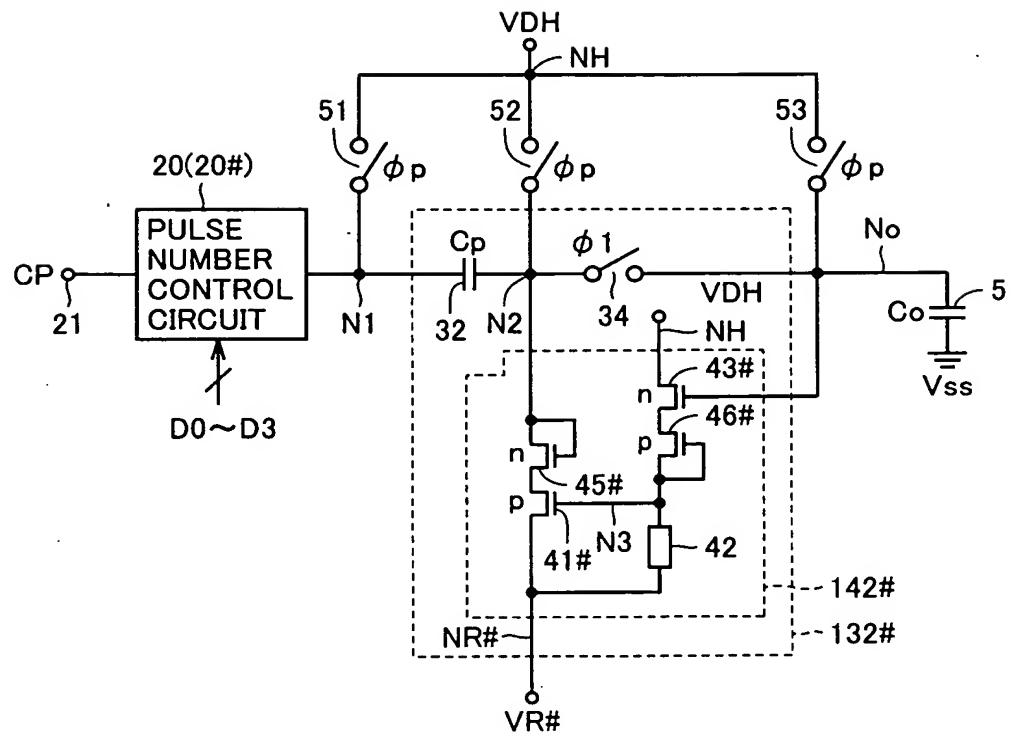 VDH
NH
51
52
53
ϕp
ϕp
ϕp
20(20#)
PULSE
NUMBER
CONTROL
CIRCUIT
CP
21
N1
Cp
32
N2
ϕ1
34
VDH
No
Co
5
Vss
NH
43#
n
46#
p
D0～D3
n
45#
p
41#
N3
42
142#
NR#
132#
VR#